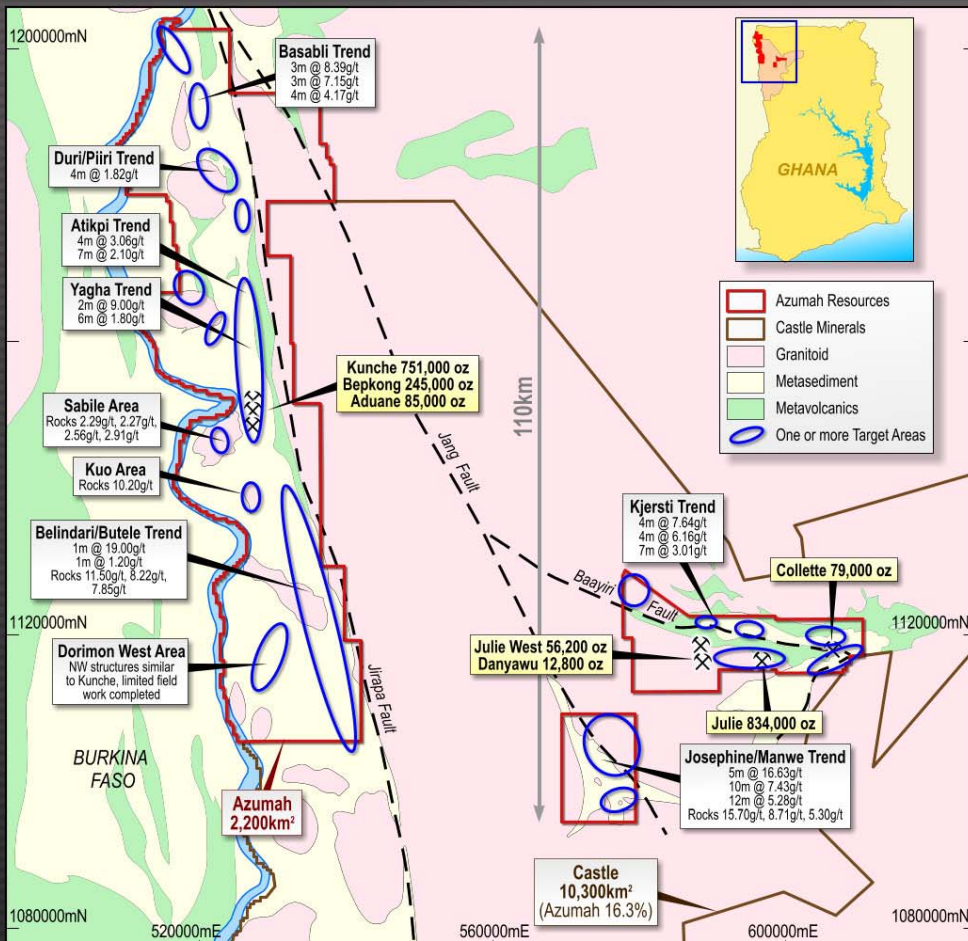 1200000mN
Basabli Trend
3m @ 8.39g/t
3m @ 7.15g/t
4m @ 4.17g/t
Duri/Piiri Trend
4m @ 1.82g/t
Atikpi Trend
4m @ 3.06g/t
7m @ 2.10g/t
Yagha Trend
2m @ 9.00g/t
6m @ 1.80g/t
Kunche 751,000 oz
Bepkong 245,000 oz
Aduane 85,000 oz
Sabile Area
Rocks 2.29g/t, 2.27g/t,
2.56g/t, 2.91g/t
Kuo Area
Rocks 10.20g/t
Belindari/Butele Trend
1m @ 19.00g/t
1m @ 1.20g/t
Rocks 11.50g/t, 8.22g/t,
7.85g/t
1120000mN
Dorimon West Area
NW structures similar
to Kunche, limited field
work completed
BURKINA
FASO
Azumah
2,200km²
Jirapa Fault
Jang Fault
110km
GHANA
Azumah Resources
Castle Minerals
Granitoid
Metasediment
Metavolcanics
One or more Target Areas
Kjersti Trend
4m @ 7.64g/t
4m @ 6.16g/t
7m @ 3.01g/t
Baayiri Fault
Collette 79,000 oz
1120000mN
Julie West 56,200 oz
Danyawu 12,800 oz
Julie 834,000 oz
Josephine/Manwe Trend
5m @ 16.63g/t
10m @ 7.43g/t
12m @ 5.28g/t
Rocks 15.70g/t, 8.71g/t, 5.30g/t
Castle
10,300km²
(Azumah 16.3%)
1080000mN
1080000mN
520000mE
560000mE
600000mE